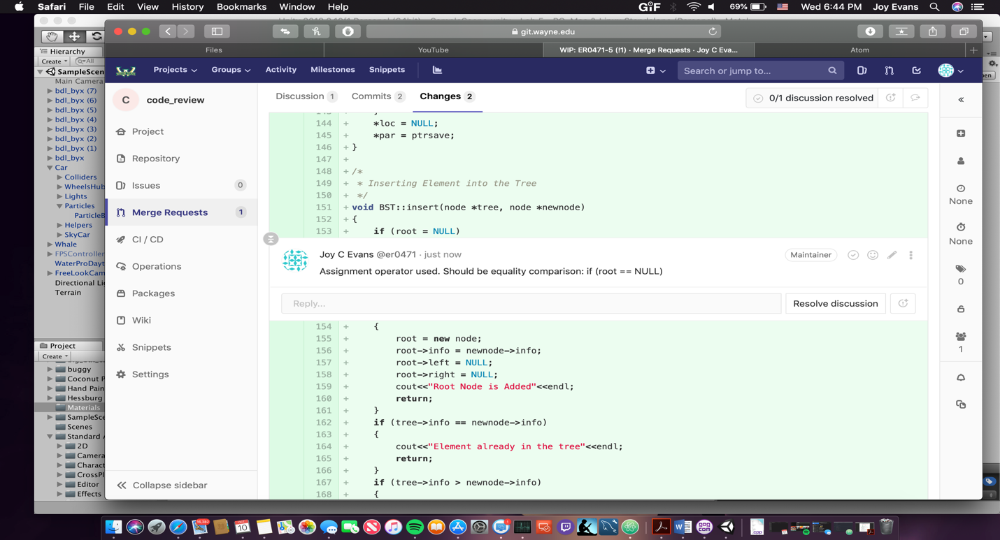 Safari File Edit View History Bookmarks Window Help GIF 69% Wed 6:44 PM Joy Evans
git.wayne.edu
Files YouTube WIP: ER0471-5 (!1) · Merge Requests · Joy C Eva... Atom
Hierarchy
Create All
SampleScen
Main Camera
bdl_byx (7)
bdl_byx (6)
bdl_byx (5)
bdl_byx (4)
bdl_byx (3)
bdl_byx (2)
bdl_byx (1)
bdl_byx
Car
Colliders
WheelsHub
Lights
Particles
ParticleB
Helpers
SkyCar
Whale
FPSController
WaterProDayt
FreeLookCam
Directional Lig
Terrain
Project
Create
buggy
Coconut P
Hand Pain
Hessburg
Materials
SampleSce
Scenes
Standard A
2D
Camera
Charact
CrossPl
Editor
Effects
Projects Groups Activity Milestones Snippets Search or jump to...
C code_review
Project
Repository
Issues 0
Merge Requests 1
CI / CD
Operations
Packages
Wiki
Snippets
Settings
Collapse sidebar
Discussion 1 Commits 2 Changes 2 0/1 discussion resolved
144 + *loc = NULL;
145 + *par = ptrsave;
146 + }
147 +
148 + /*
149 + * Inserting Element into the Tree
150 + */
151 + void BST::insert(node *tree, node *newnode)
152 + {
153 + if (root = NULL)
Joy C Evans @er0471 · just now Maintainer
Assignment operator used. Should be equality comparison: if (root == NULL)
Reply... Resolve discussion
154 + {
155 + root = new node;
156 + root->info = newnode->info;
157 + root->left = NULL;
158 + root->right = NULL;
159 + cout<<"Root Node is Added"<<endl;
160 + return;
161 + }
162 + if (tree->info == newnode->info)
163 + {
164 + cout<<"Element already in the tree"<<endl;
165 + return;
166 + }
167 + if (tree->info > newnode->info)
168 + {
«
None
None
0
1